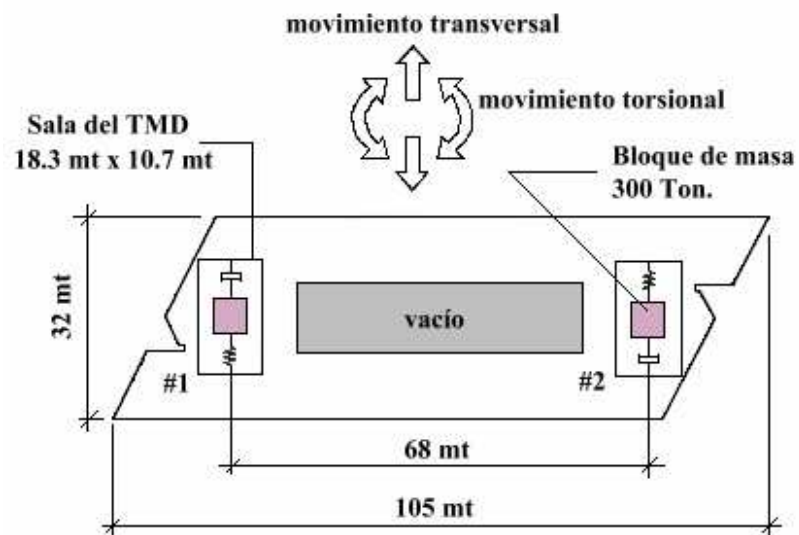 movimiento transversal
movimiento torsional
Sala del TMD
18.3 mt x 10.7 mt
Bloque de masa
300 Ton.
32 mt
vacío
#1
#2
68 mt
105 mt